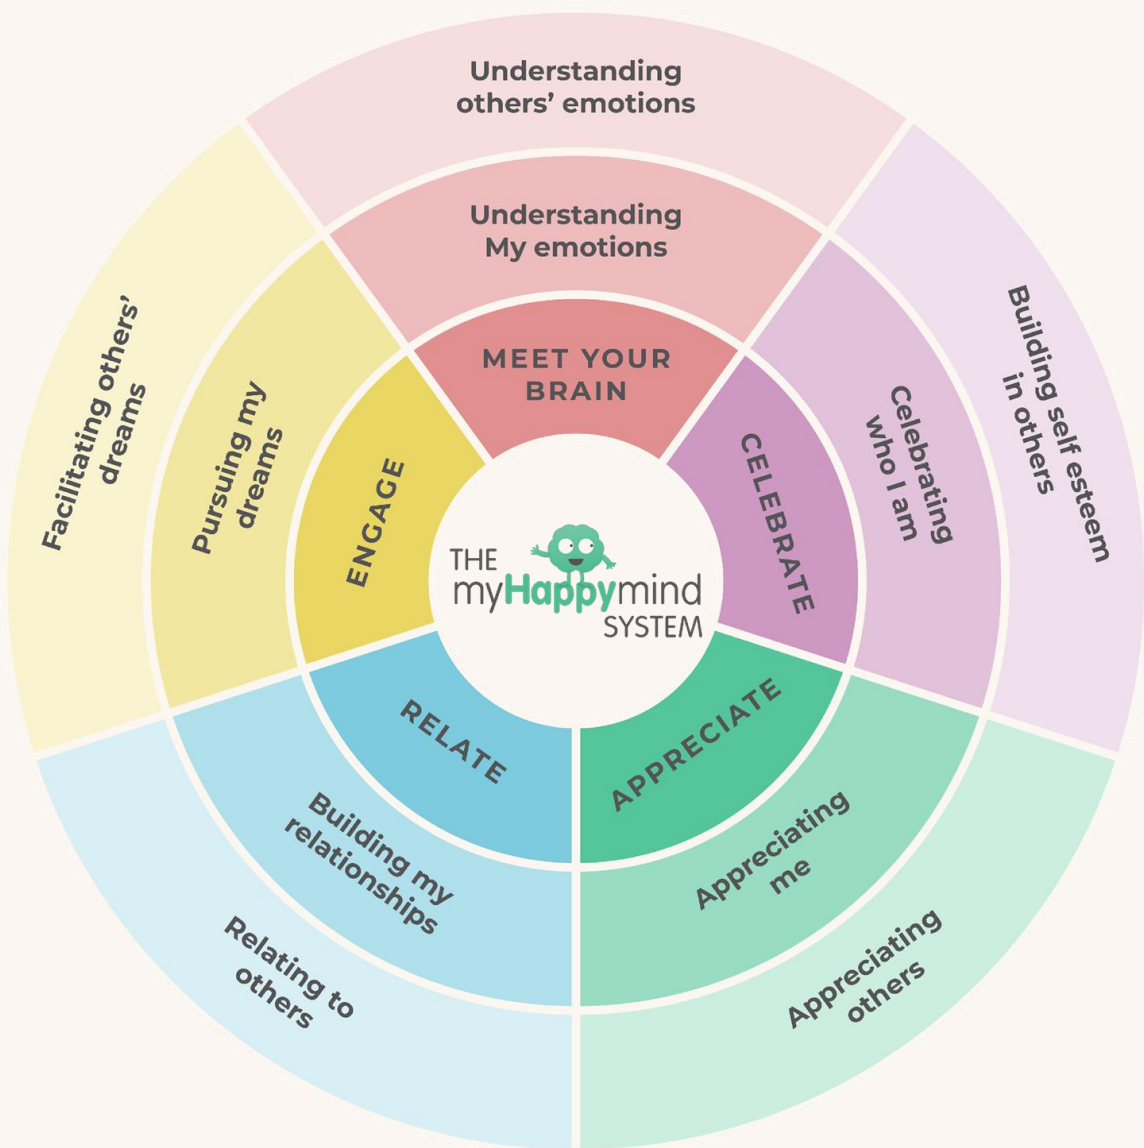 Understanding
others’ emotions
Understanding
My emotions
MEET YOUR
BRAIN
Building self esteem
in others
Celebrating
who I am
CELEBRATE
Appreciating
others
Appreciating
me
APPRECIATE
Relating to
others
Building my
relationships
RELATE
Facilitating others’
dreams
Pursuing my
dreams
ENGAGE
THE
myHappymind
SYSTEM